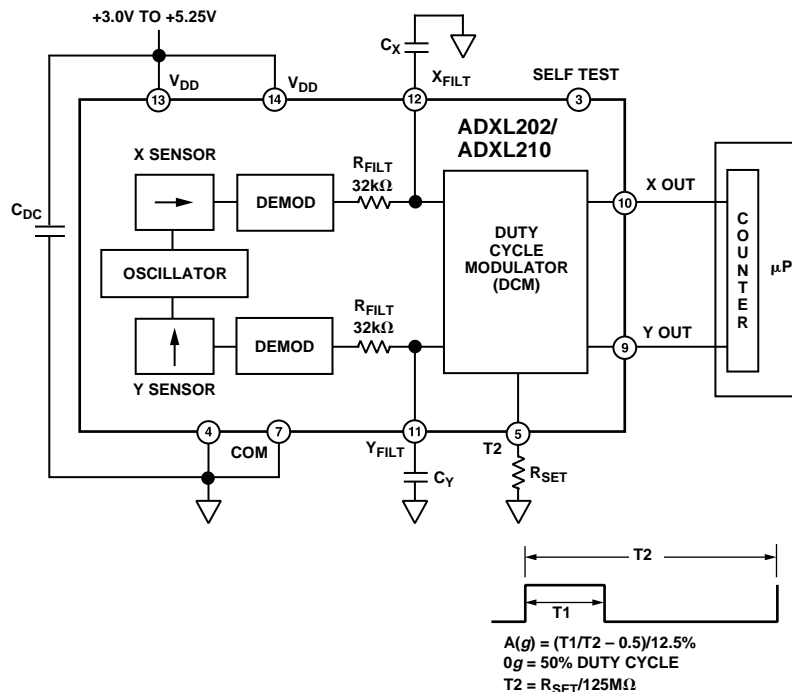 +3.0V TO +5.25V
CX
VDD
VDD
XFILT
SELF TEST
13
14
12
3
ADXL202/
ADXL210
X SENSOR
RFILT
32kΩ
X OUT
CDC
DEMOD
10
OSCILLATOR
DUTY
CYCLE
MODULATOR
(DCM)
COUNTER
μP
RFILT
32kΩ
DEMOD
Y OUT
9
Y SENSOR
4
7
11
5
COM
YFILT
T2
CY
RSET
T2
T1
A(g) = (T1/T2 – 0.5)/12.5%
0g = 50% DUTY CYCLE
T2 = RSET/125MΩ